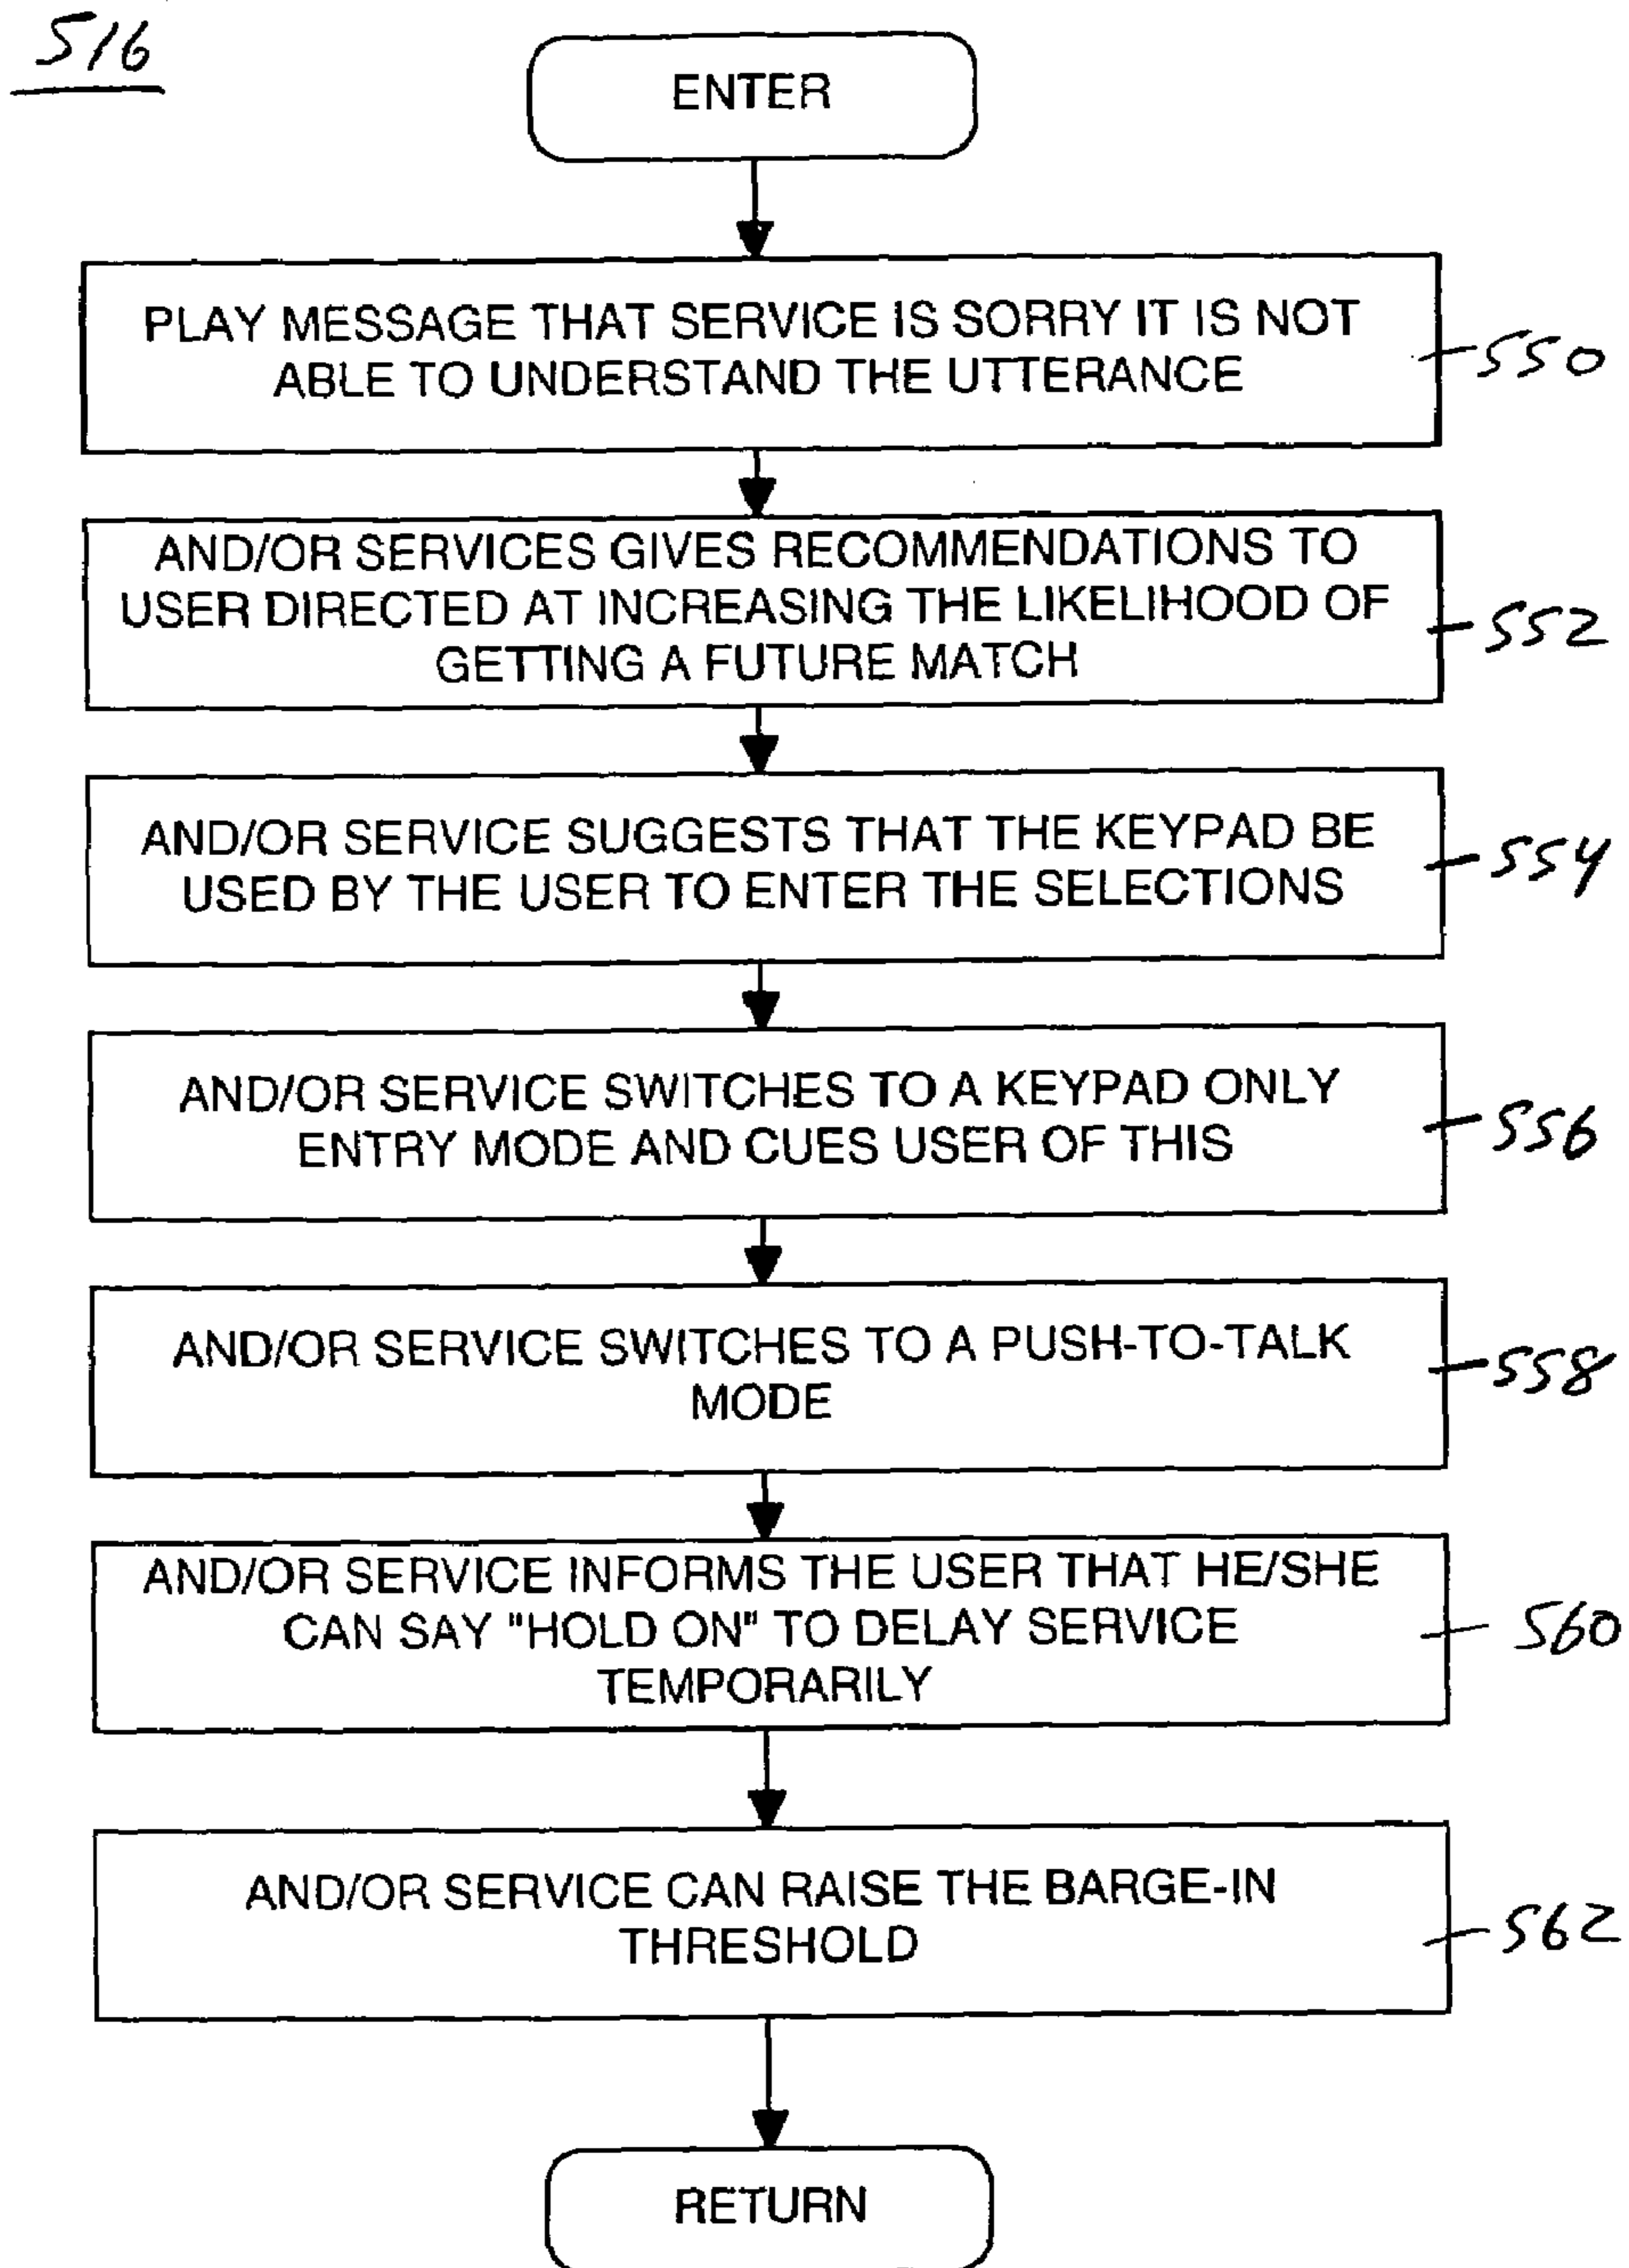 516
ENTER
PLAY MESSAGE THAT SERVICE IS SORRY IT IS NOT
ABLE TO UNDERSTAND THE UTTERANCE
550
AND/OR SERVICES GIVES RECOMMENDATIONS TO
USER DIRECTED AT INCREASING THE LIKELIHOOD OF
GETTING A FUTURE MATCH
552
AND/OR SERVICE SUGGESTS THAT THE KEYPAD BE
USED BY THE USER TO ENTER THE SELECTIONS
554
AND/OR SERVICE SWITCHES TO A KEYPAD ONLY
ENTRY MODE AND CUES USER OF THIS
556
AND/OR SERVICE SWITCHES TO A PUSH-TO-TALK
MODE
558
AND/OR SERVICE INFORMS THE USER THAT HE/SHE
CAN SAY "HOLD ON" TO DELAY SERVICE
TEMPORARILY
560
AND/OR SERVICE CAN RAISE THE BARGE-IN
THRESHOLD
562
RETURN